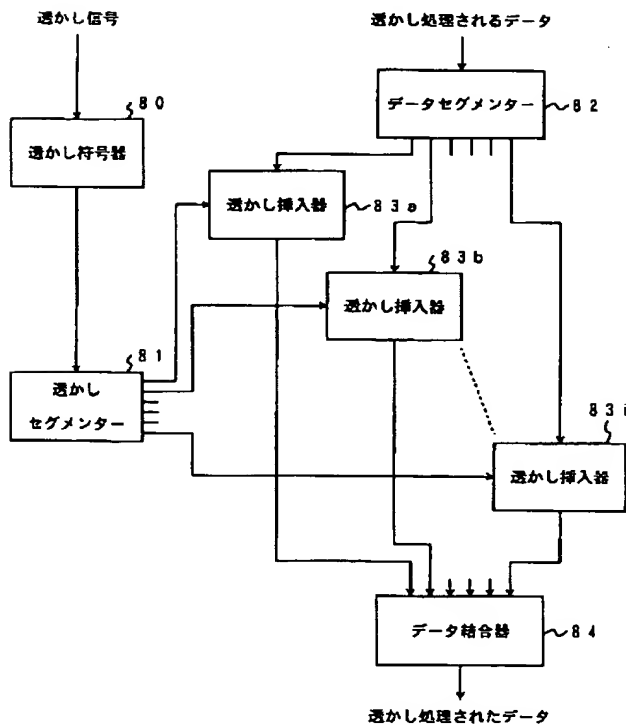 透かし信号
透かし処理されるデータ
80
透かし符号器
データセグメンター
82
透かし挿入器
83a
83b
透かし挿入器
81
透かし
セグメンター
83i
透かし挿入器
データ結合器
84
透かし処理されたデータ